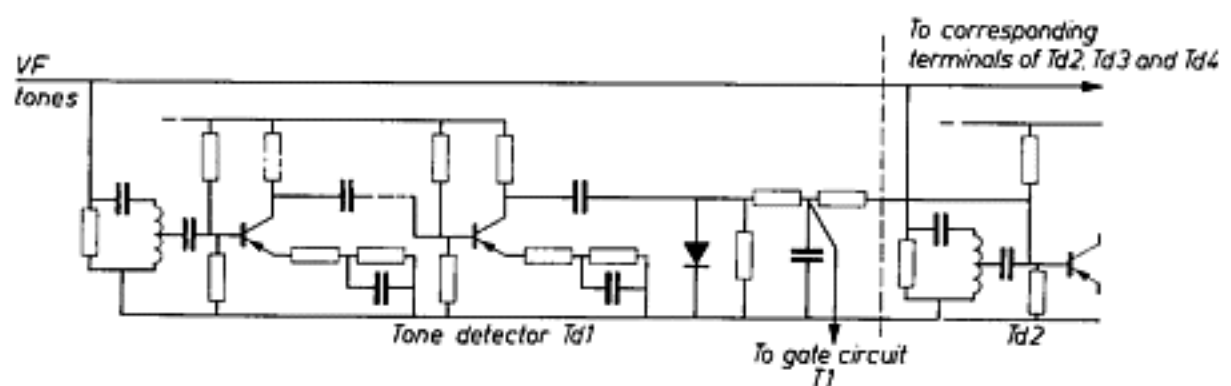 To corresponding
terminals of Td2, Td3 and Td4
VF
tones
Tone detector Td1
To gate circuit
T1
Td2